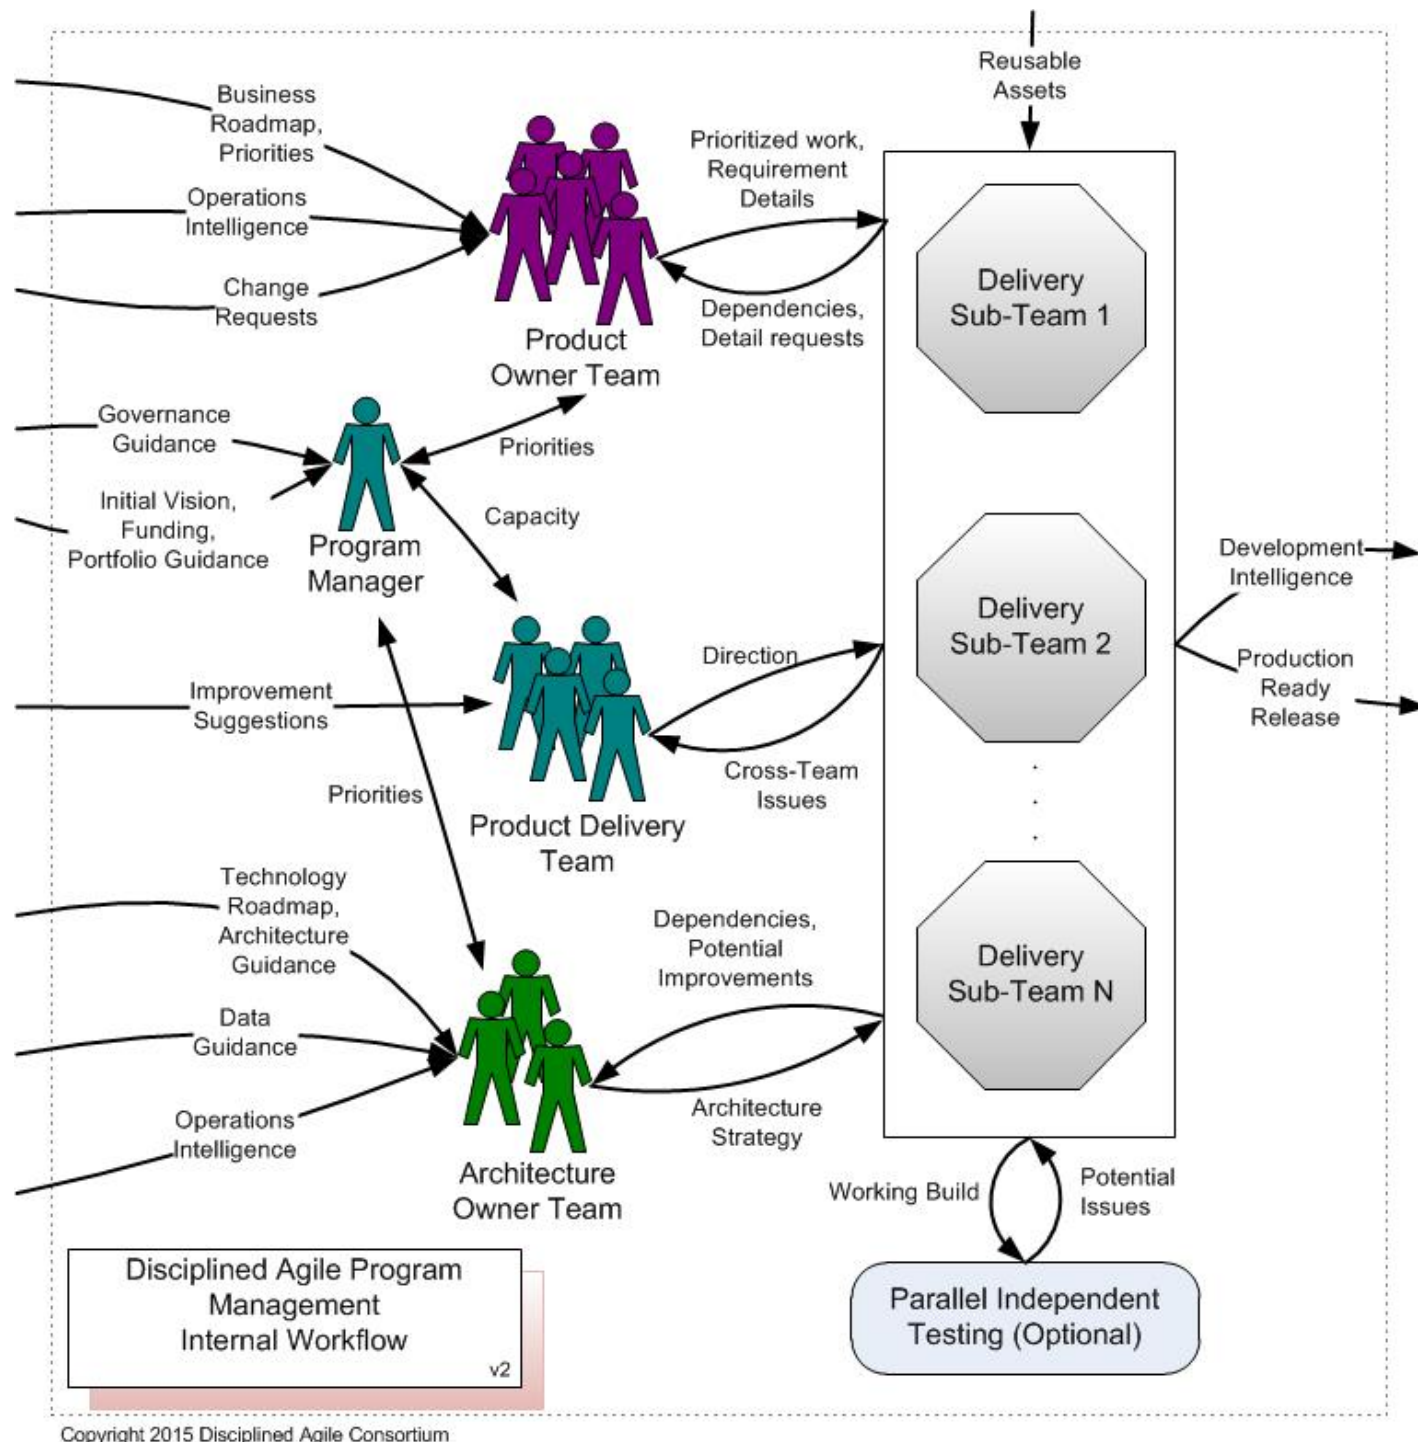 Reusable
Assets
Business
Roadmap,
Priorities
Operations
Intelligence
Change
Requests
Product
Owner Team
Prioritized work,
Requirement
Details
Dependencies,
Detail requests
Delivery
Sub-Team 1
Governance
Guidance
Initial Vision,
Funding,
Portfolio Guidance
Program
Manager
Priorities
Capacity
Delivery
Sub-Team 2
Development
Intelligence
Production
Ready
Release
Improvement
Suggestions
Direction
Cross-Team
Issues
Product Delivery
Team
Priorities
.
.
.
Technology
Roadmap,
Architecture
Guidance
Data
Guidance
Operations
Intelligence
Architecture
Owner Team
Dependencies,
Potential
Improvements
Architecture
Strategy
Delivery
Sub-Team N
Working Build
Potential
Issues
Parallel Independent
Testing (Optional)
Disciplined Agile Program
Management
Internal Workflow
v2
Copyright 2015 Disciplined Agile Consortium